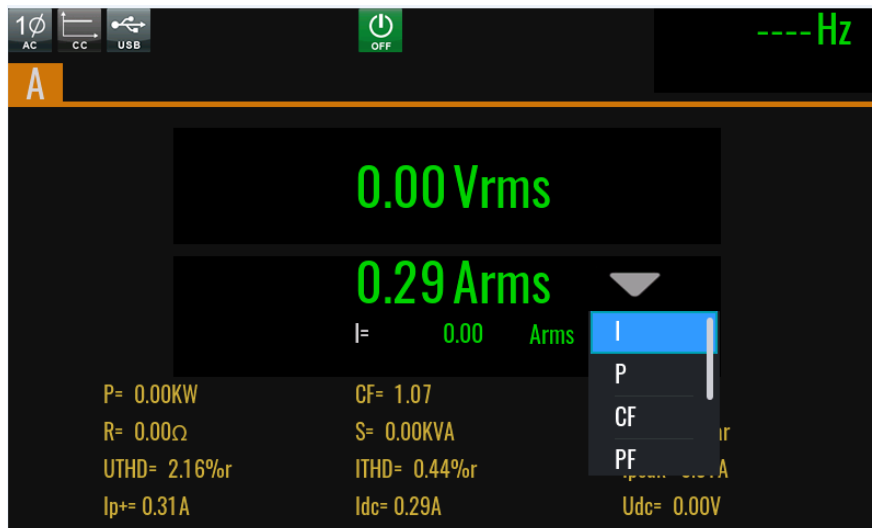 1Ø AC CC USB OFF ----Hz
A
0.00 Vrms
0.29 Arms
I= 0.00 Arms
I
P
CF
PF
P= 0.00KW CF= 1.07
R= 0.00Ω S= 0.00KVA
UTHD= 2.16%r ITHD= 0.44%r
Ip+= 0.31A Idc= 0.29A Udc= 0.00V